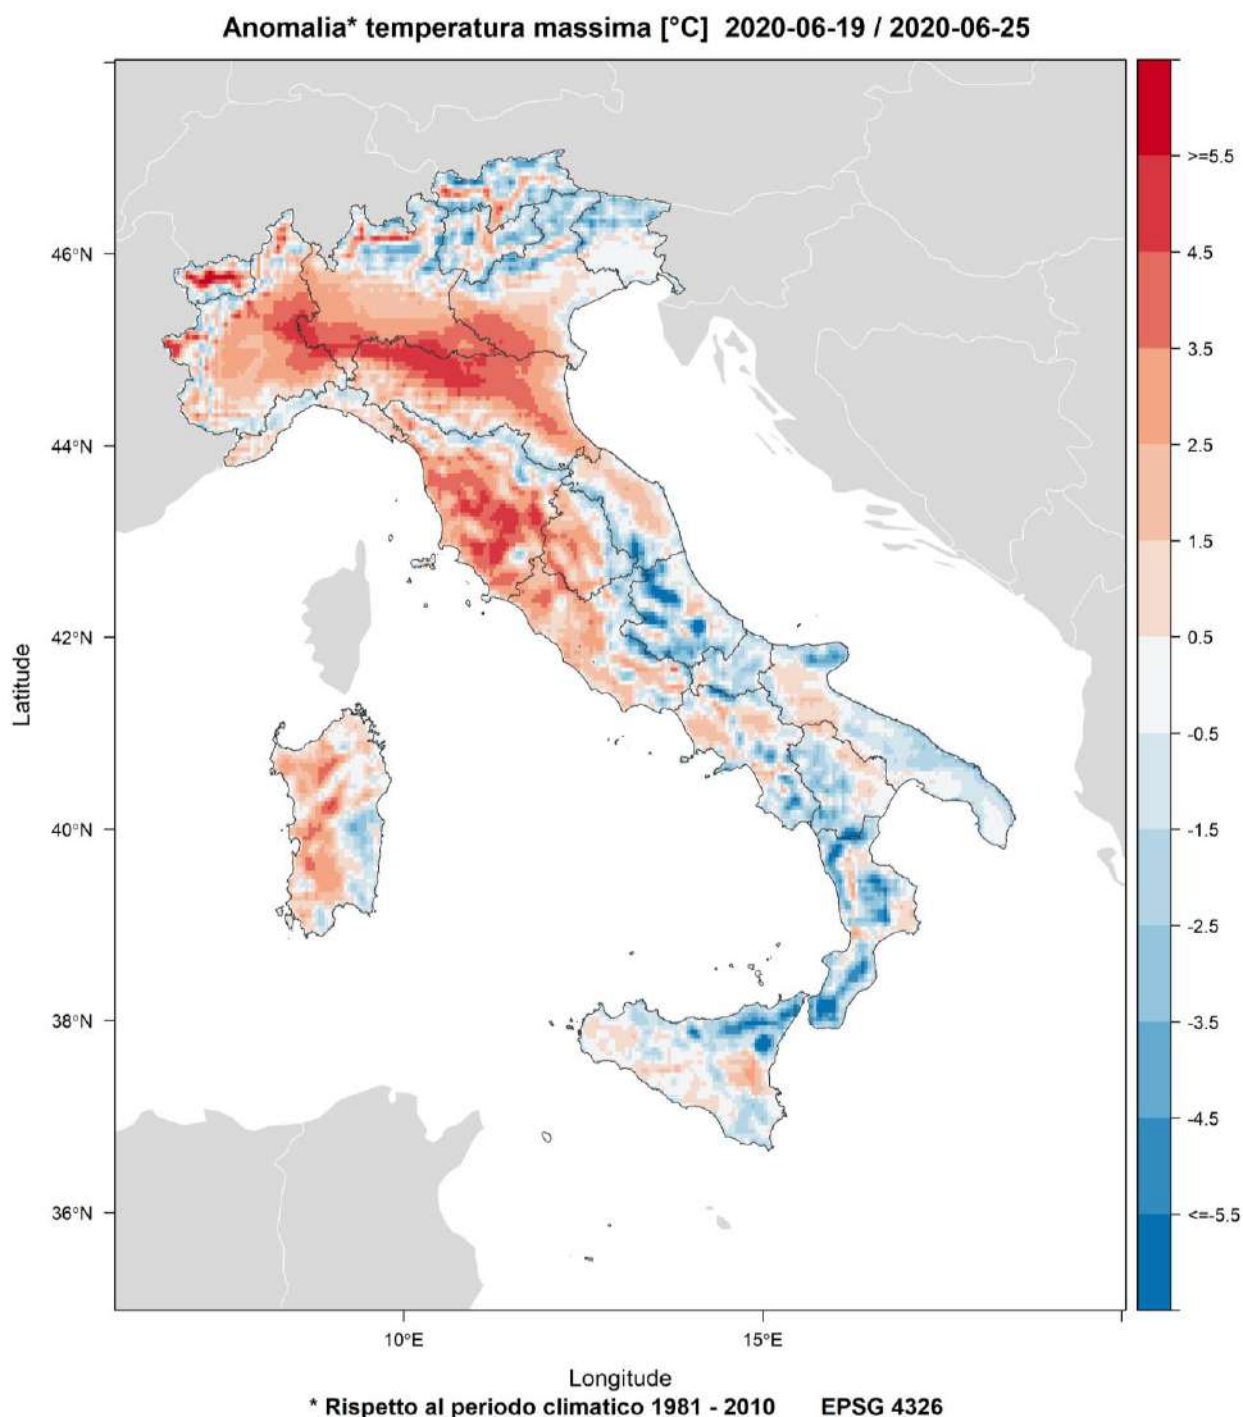 Anomalia* temperatura massima [°C]  2020-06-19 / 2020-06-25
>=5.5
4.5
3.5
2.5
1.5
0.5
-0.5
-1.5
-2.5
-3.5
-4.5
<=-5.5
46°N
44°N
42°N
40°N
38°N
36°N
Latitude
10°E
15°E
Longitude
* Rispetto al periodo climatico 1981 - 2010 EPSG 4326